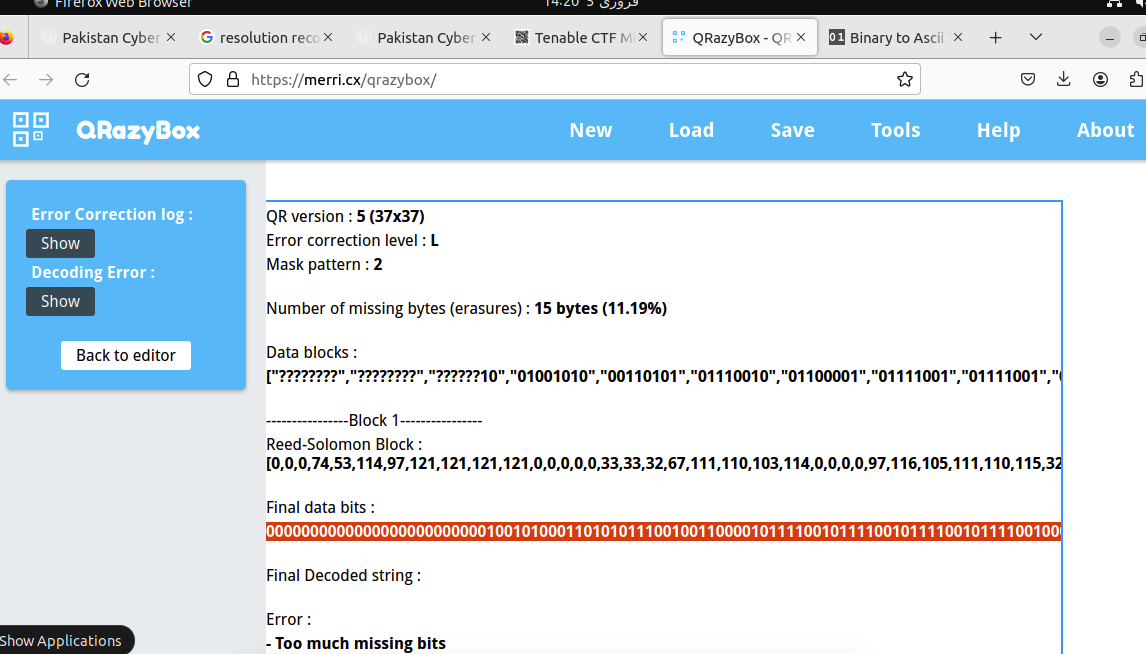 Firefox Web Browser
14:20 5 فروری
Pakistan Cyber
resolution reco
Pakistan Cyber
Tenable CTF Mi
QRazyBox - QR
Binary to Ascii
https://merri.cx/qrazybox/
QRazyBox
New
Load
Save
Tools
Help
About
Error Correction log :
Show
Decoding Error :
Show
Back to editor
QR version : 5 (37x37)
Error correction level : L
Mask pattern : 2
Number of missing bytes (erasures) : 15 bytes (11.19%)
Data blocks :
["????????","????????","??????10","01001010","00110101","01110010","01100001","01111001","01111001","
----------------Block 1----------------
Reed-Solomon Block :
[0,0,0,74,53,114,97,121,121,121,121,0,0,0,0,0,33,33,32,67,111,110,103,114,0,0,0,0,97,116,105,111,110,115,32
Final data bits :
Final Decoded string :
Error :
- Too much missing bits
Show Applications